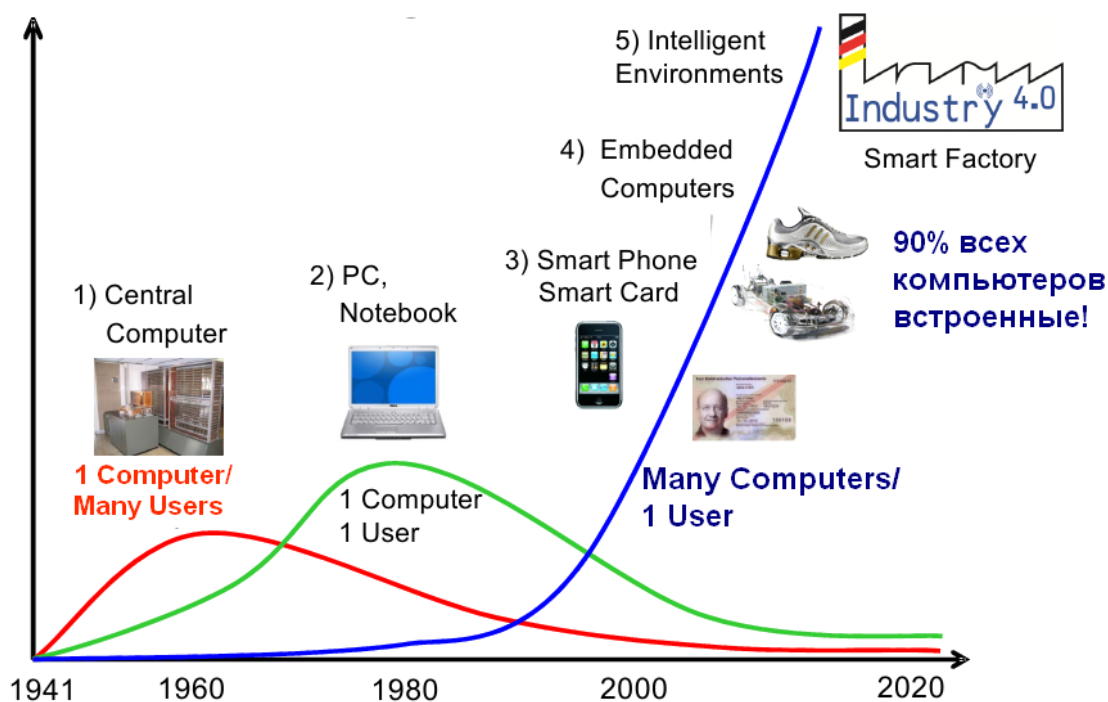 5) Intelligent
Environments
Industry 4.0
Smart Factory
4) Embedded
Computers
90% всех
компьютеров
встроенные!
3) Smart Phone
Smart Card
2) PC,
Notebook
1) Central
Computer
1 Computer/
Many Users
1 Computer
1 User
Many Computers/
1 User
1941
1960
1980
2000
2020